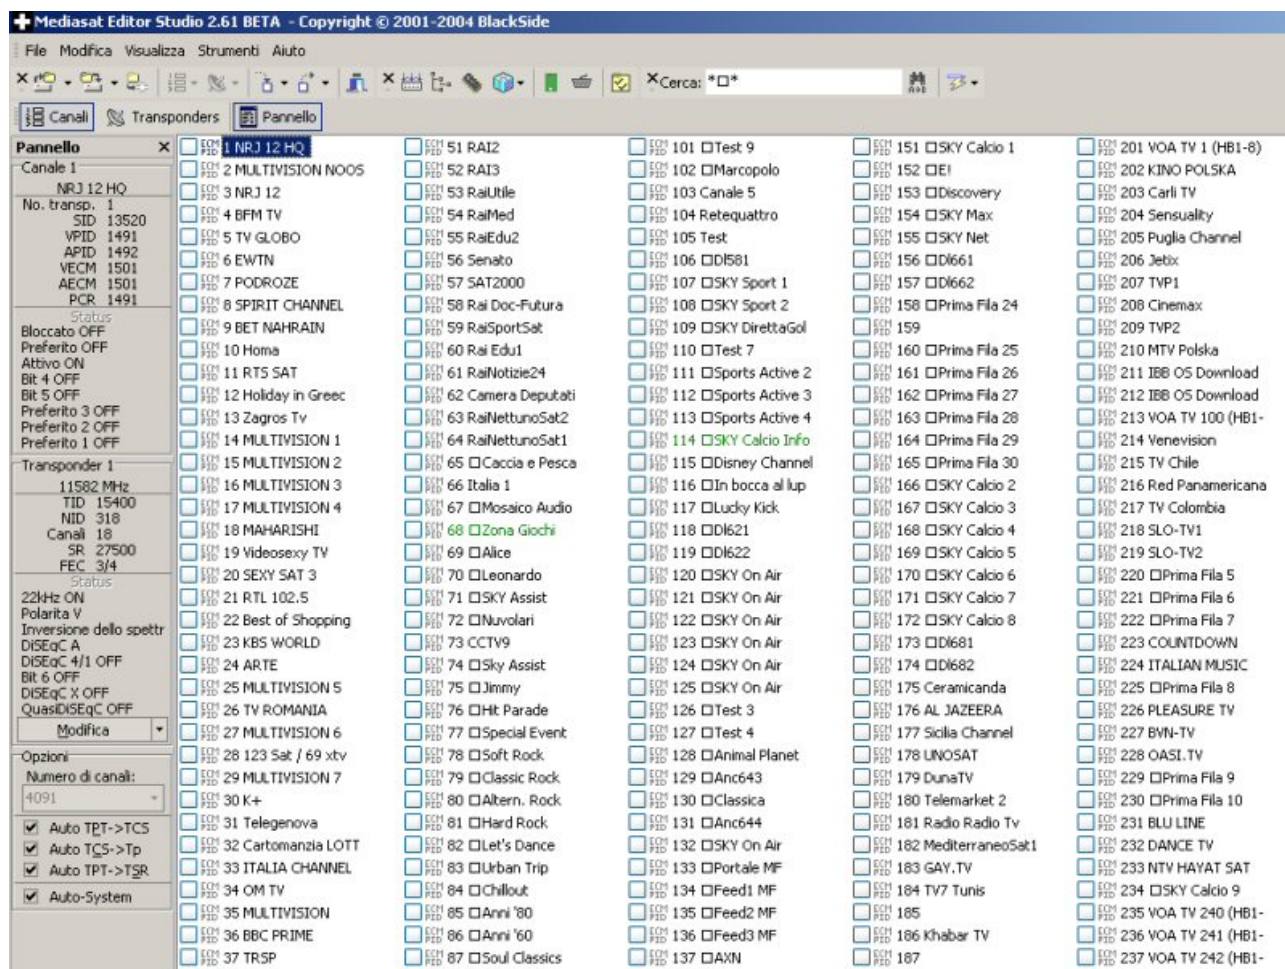 Mediasat Editor Studio 2.61 BETA - Copyright © 2001-2004 BlackSide
File Modifica Visualizza Strumenti Aiuto
Cerca: *□*
Canali Transponders Pannello
Pannello
Canale 1
NRJ 12 HQ
No. transp. 1
SID 13520
VPID 1491
APID 1492
VECM 1501
AECM 1501
PCR 1491
Status
Bloccato OFF
Preferito OFF
Attivo ON
Bit 4 OFF
Bit 5 OFF
Preferito 3 OFF
Preferito 2 OFF
Preferito 1 OFF
Transponder 1
11582 MHz
TID 15400
NID 318
Canali 18
SR 27500
FEC 3/4
Status
22kHz ON
Polarita V
Inversione dello spettr
DiSEqC A
DiSEqC 4/1 OFF
Bit 6 OFF
DiSEqC X OFF
QuasiDiSEqC OFF
Modifica
Opzioni
Numero di canali:
4091
Auto TPT->TCS
Auto TCS->Tp
Auto TPT->TSR
Auto-System
1 NRJ 12 HQ
2 MULTIVISION NOOS
3 NRJ 12
4 BFM TV
5 TV GLOBO
6 EWTN
7 PODROZE
8 SPIRIT CHANNEL
9 BET NAHRAIN
10 Homa
11 RTS SAT
12 Holiday in Greec
13 Zagros Tv
14 MULTIVISION 1
15 MULTIVISION 2
16 MULTIVISION 3
17 MULTIVISION 4
18 MAHARISHI
19 Videosexy TV
20 SEXY SAT 3
21 RTL 102.5
22 Best of Shopping
23 KBS WORLD
24 ARTE
25 MULTIVISION 5
26 TV ROMANIA
27 MULTIVISION 6
28 123 Sat / 69 xtv
29 MULTIVISION 7
30 K+
31 Telegenova
32 Cartomanzia LOTT
33 ITALIA CHANNEL
34 OM TV
35 MULTIVISION
36 BBC PRIME
37 TRSP
51 RAI2
52 RAI3
53 RaiUtile
54 RaiMed
55 RaiEdu2
56 Senato
57 SAT2000
58 Rai Doc-Futura
59 RaiSportSat
60 Rai Edu1
61 RaiNotizie24
62 Camera Deputati
63 RaiNettunoSat2
64 RaiNettunoSat1
65 □Caccia e Pesca
66 Italia 1
67 □Mosaico Audio
68 □Zona Giochi
69 □Alice
70 □Leonardo
71 □SKY Assist
72 □Nuvolari
73 CCTV9
74 □Sky Assist
75 □Jimmy
76 □Hit Parade
77 □Special Event
78 □Soft Rock
79 □Classic Rock
80 □Altern. Rock
81 □Hard Rock
82 □Let's Dance
83 □Urban Trip
84 □Chillout
85 □Anni '80
86 □Anni '60
87 □Soul Classics
101 □Test 9
102 □Marcopolo
103 Canale 5
104 Retequattro
105 Test
106 □Dl581
107 □SKY Sport 1
108 □SKY Sport 2
109 □SKY DirettaGol
110 □Test 7
111 □Sports Active 2
112 □Sports Active 3
113 □Sports Active 4
114 □SKY Calcio Info
115 □Disney Channel
116 □In bocca al lup
117 □Lucky Kick
118 □Dl621
119 □Dl622
120 □SKY On Air
121 □SKY On Air
122 □SKY On Air
123 □SKY On Air
124 □SKY On Air
125 □SKY On Air
126 □Test 3
127 □Test 4
128 □Animal Planet
129 □Anc643
130 □Classica
131 □Anc644
132 □SKY On Air
133 □Portale MF
134 □Feed1 MF
135 □Feed2 MF
136 □Feed3 MF
137 □AXN
151 □SKY Calcio 1
152 □E!
153 □Discovery
154 □SKY Max
155 □SKY Net
156 □Dl661
157 □Dl662
158 □Prima Fila 24
159
160 □Prima Fila 25
161 □Prima Fila 26
162 □Prima Fila 27
163 □Prima Fila 28
164 □Prima Fila 29
165 □Prima Fila 30
166 □SKY Calcio 2
167 □SKY Calcio 3
168 □SKY Calcio 4
169 □SKY Calcio 5
170 □SKY Calcio 6
171 □SKY Calcio 7
172 □SKY Calcio 8
173 □Dl681
174 □Dl682
175 Ceramicanda
176 AL JAZEERA
177 Sicilia Channel
178 UNOSAT
179 DunaTV
180 Telemarket 2
181 Radio Radio Tv
182 MediterraneoSat1
183 GAY.TV
184 TV7 Tunis
185
186 Khabar TV
187
201 VOA TV 1 (HB1-8)
202 KINO POLSKA
203 Carli TV
204 Sensuality
205 Puglia Channel
206 Jetix
207 TVP1
208 Cinemax
209 TVP2
210 MTV Polska
211 IBB OS Download
212 IBB OS Download
213 VOA TV 100 (HB1-
214 Venevision
215 TV Chile
216 Red Panamericana
217 TV Colombia
218 SLO-TV1
219 SLO-TV2
220 □Prima Fila 5
221 □Prima Fila 6
222 □Prima Fila 7
223 COUNTDOWN
224 ITALIAN MUSIC
225 □Prima Fila 8
226 PLEASURE TV
227 BVN-TV
228 OASI.TV
229 □Prima Fila 9
230 □Prima Fila 10
231 BLU LINE
232 DANCE TV
233 NTV HAYAT SAT
234 □SKY Calcio 9
235 VOA TV 240 (HB1-
236 VOA TV 241 (HB1-
237 VOA TV 242 (HB1-